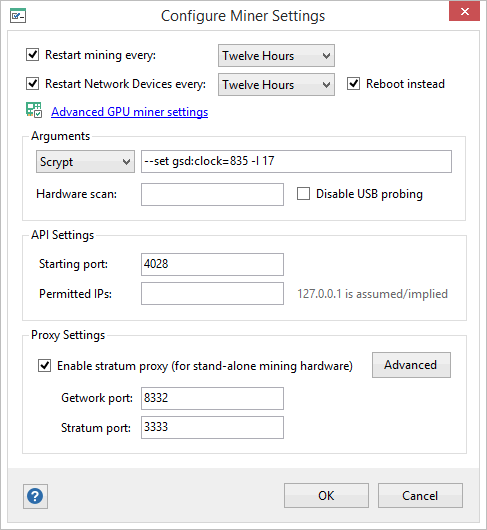 Configure Miner Settings
Restart mining every: Twelve Hours
Restart Network Devices every: Twelve Hours Reboot instead
Advanced GPU miner settings
Arguments
Scrypt --set gsd:clock=835 -I 17
Hardware scan: Disable USB probing
API Settings
Starting port: 4028
Permitted IPs: 127.0.0.1 is assumed/implied
Proxy Settings
Enable stratum proxy (for stand-alone mining hardware) Advanced
Getwork port: 8332
Stratum port: 3333
? OK Cancel